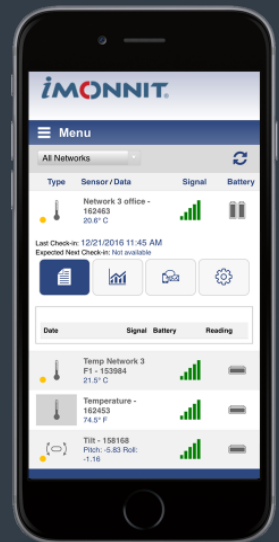 iMONNIT.
Menu
All Networks
Type Sensor / Data Signal Battery
Network 3 office -
162463
20.6° C
Last Check-in: 12/21/2016 11:45 AM
Expected Next Check-in: Not available
Date Signal Battery Reading
Temp Network 3
F1 - 153984
21.5° C
Temperature -
162453
74.5° F
Tilt - 158168
Pitch: -5.83 Roll:
-1.16